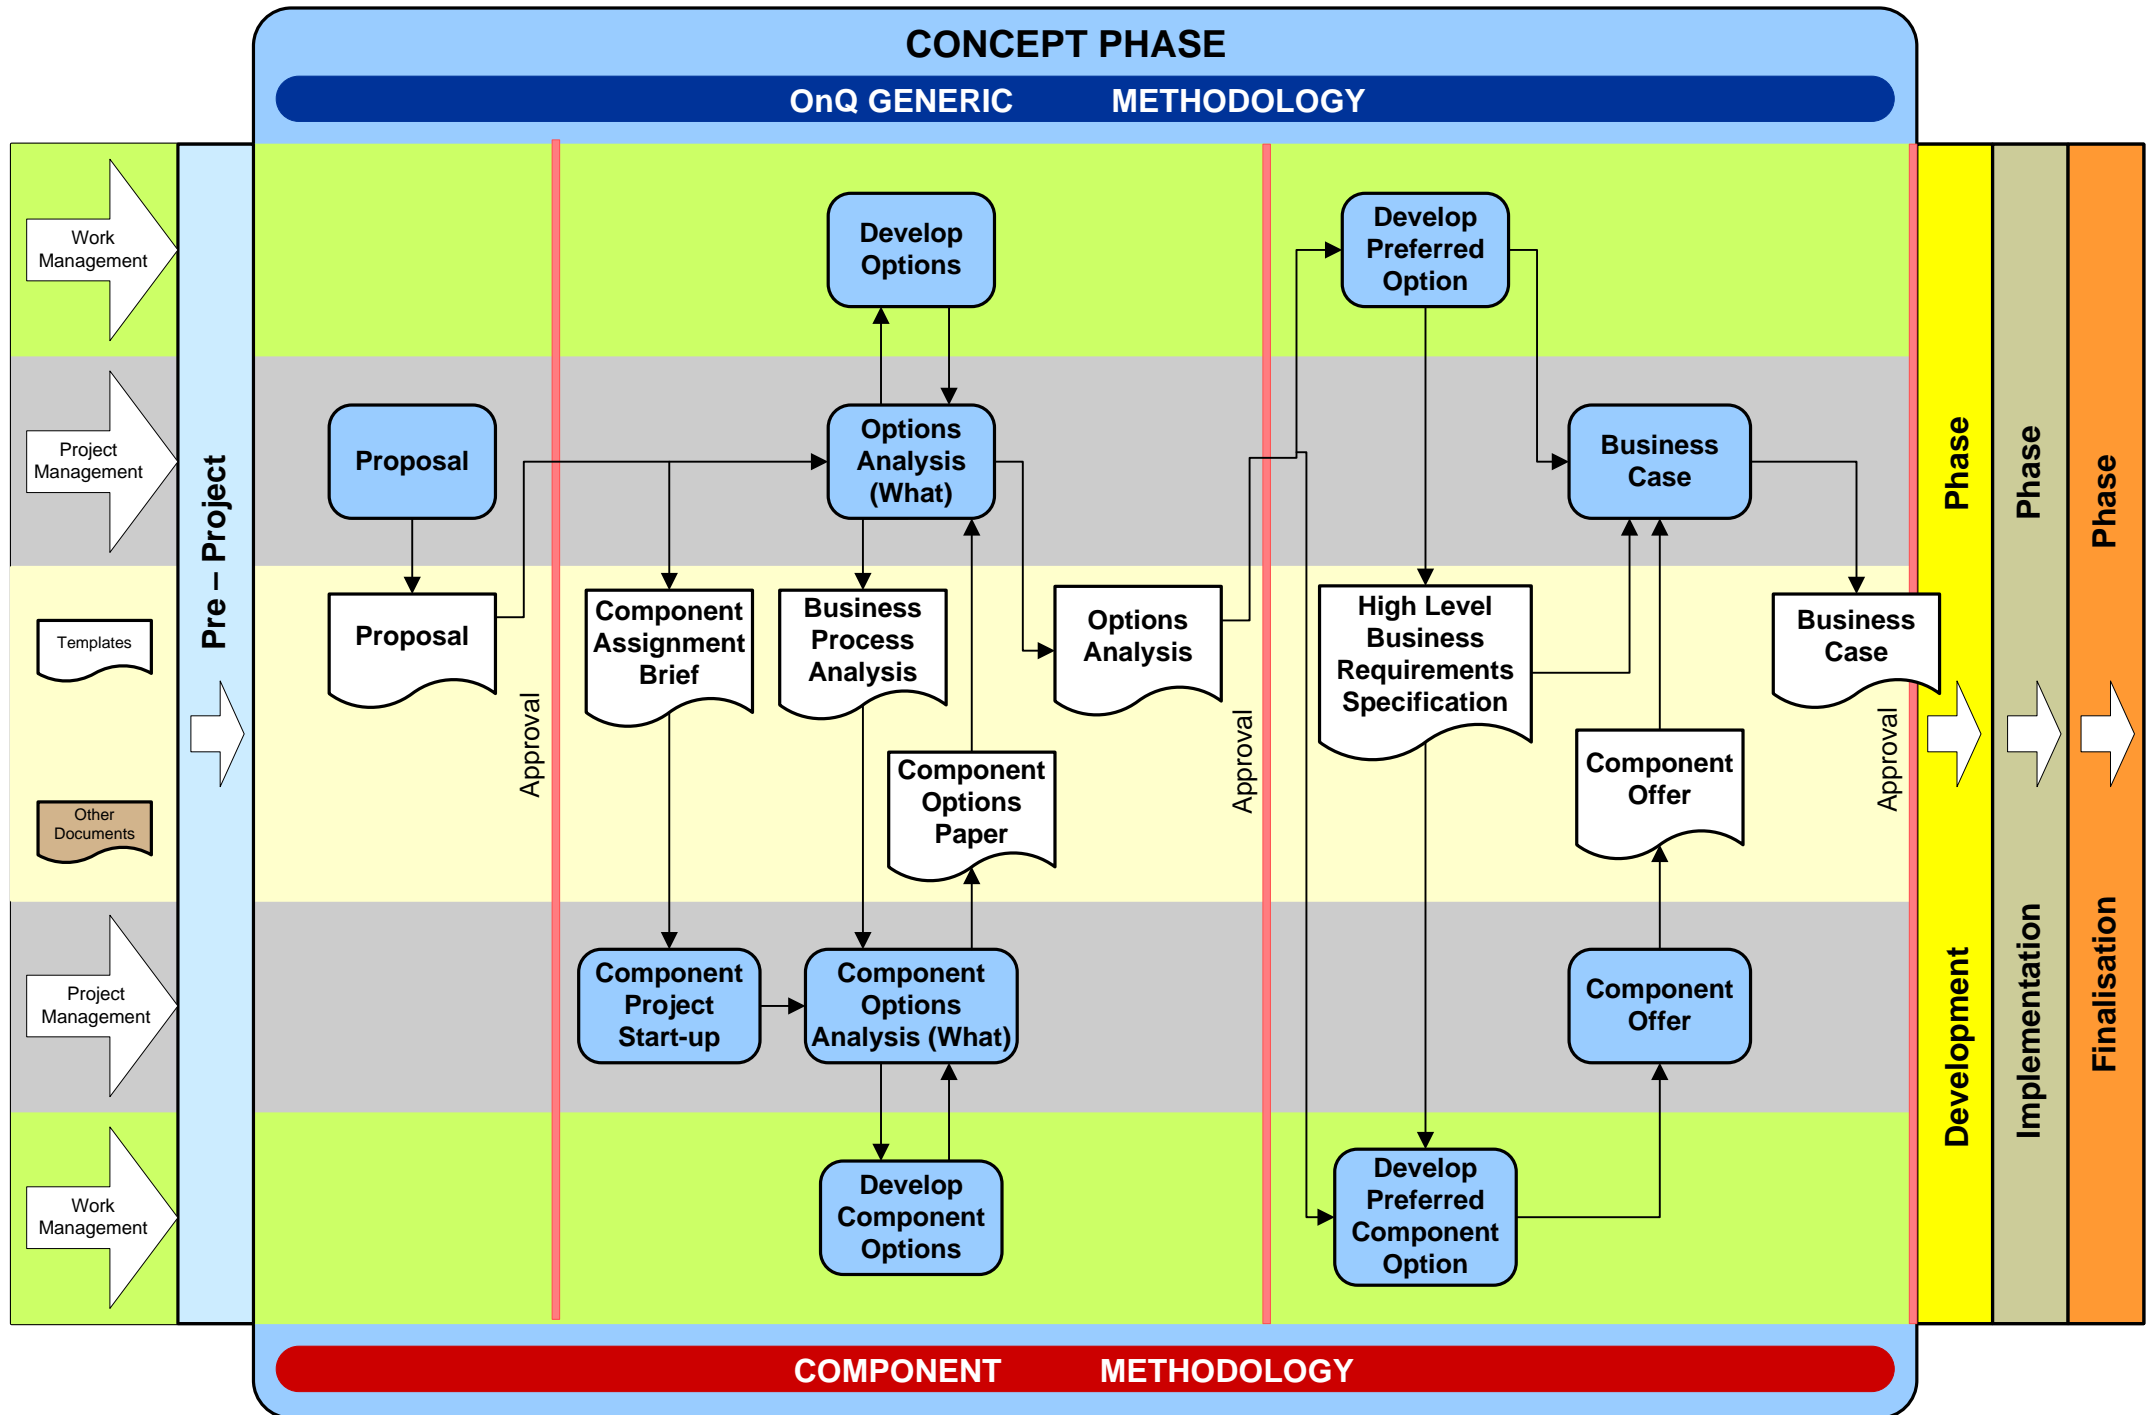 CONCEPT PHASE
OnQ GENERIC METHODOLOGY
Work
Management
Project
Management
Templates
Other
Documents
Project
Management
Work
Management
Pre – Project
Proposal
Proposal
Approval
Develop
Options
Options
Analysis
(What)
Component
Assignment
Brief
Business
Process
Analysis
Options
Analysis
Component
Options
Paper
Component
Project
Start-up
Component
Options
Analysis (What)
Develop
Component
Options
Approval
Develop
Preferred
Option
Business
Case
High Level
Business
Requirements
Specification
Business
Case
Component
Offer
Component
Offer
Develop
Preferred
Component
Option
Approval
Development Phase
Implementation Phase
Finalisation Phase
COMPONENT METHODOLOGY